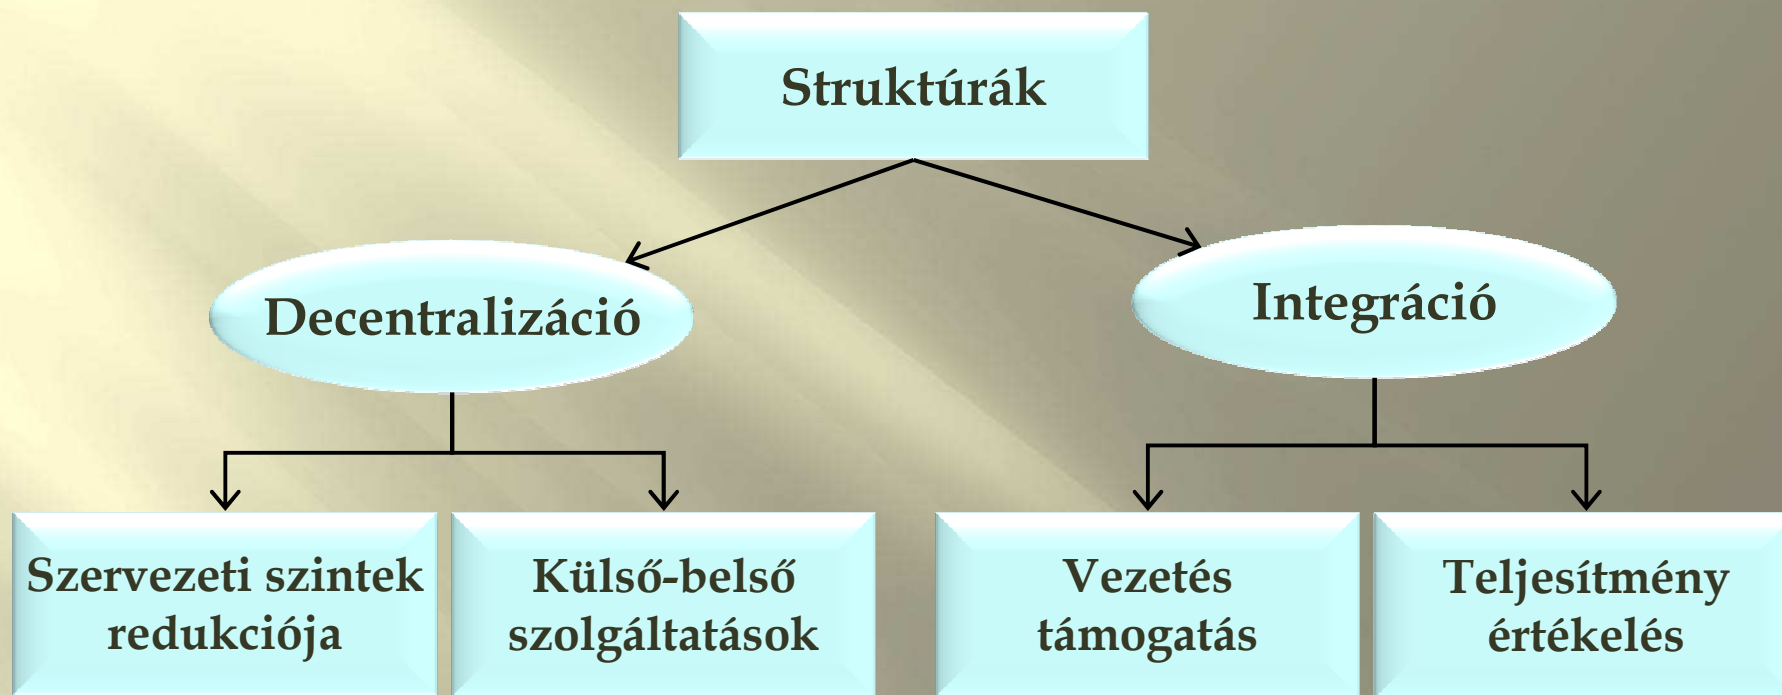 Struktúrák
Decentralizáció
Integráció
Szervezeti szintek
redukciója
Külső-belső
szolgáltatások
Vezetés
támogatás
Teljesítmény
értékelés